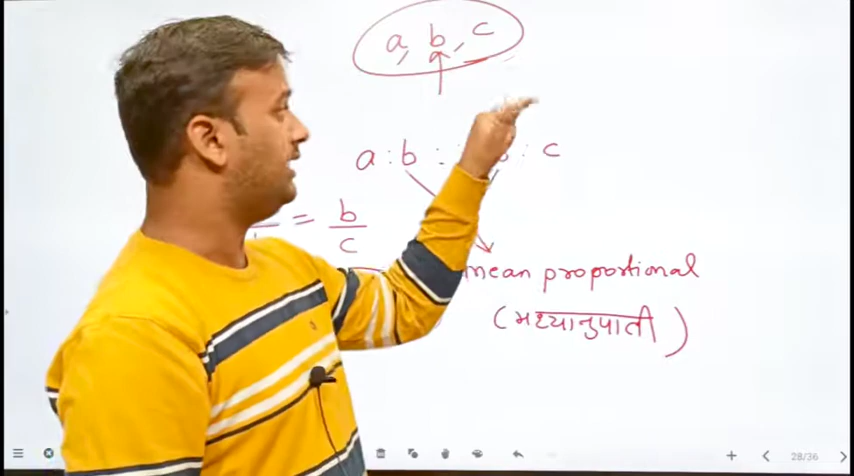 a, b, c
a : b : : b : c
= b/c
mean proportional
(मध्यानुपाती)
28/36